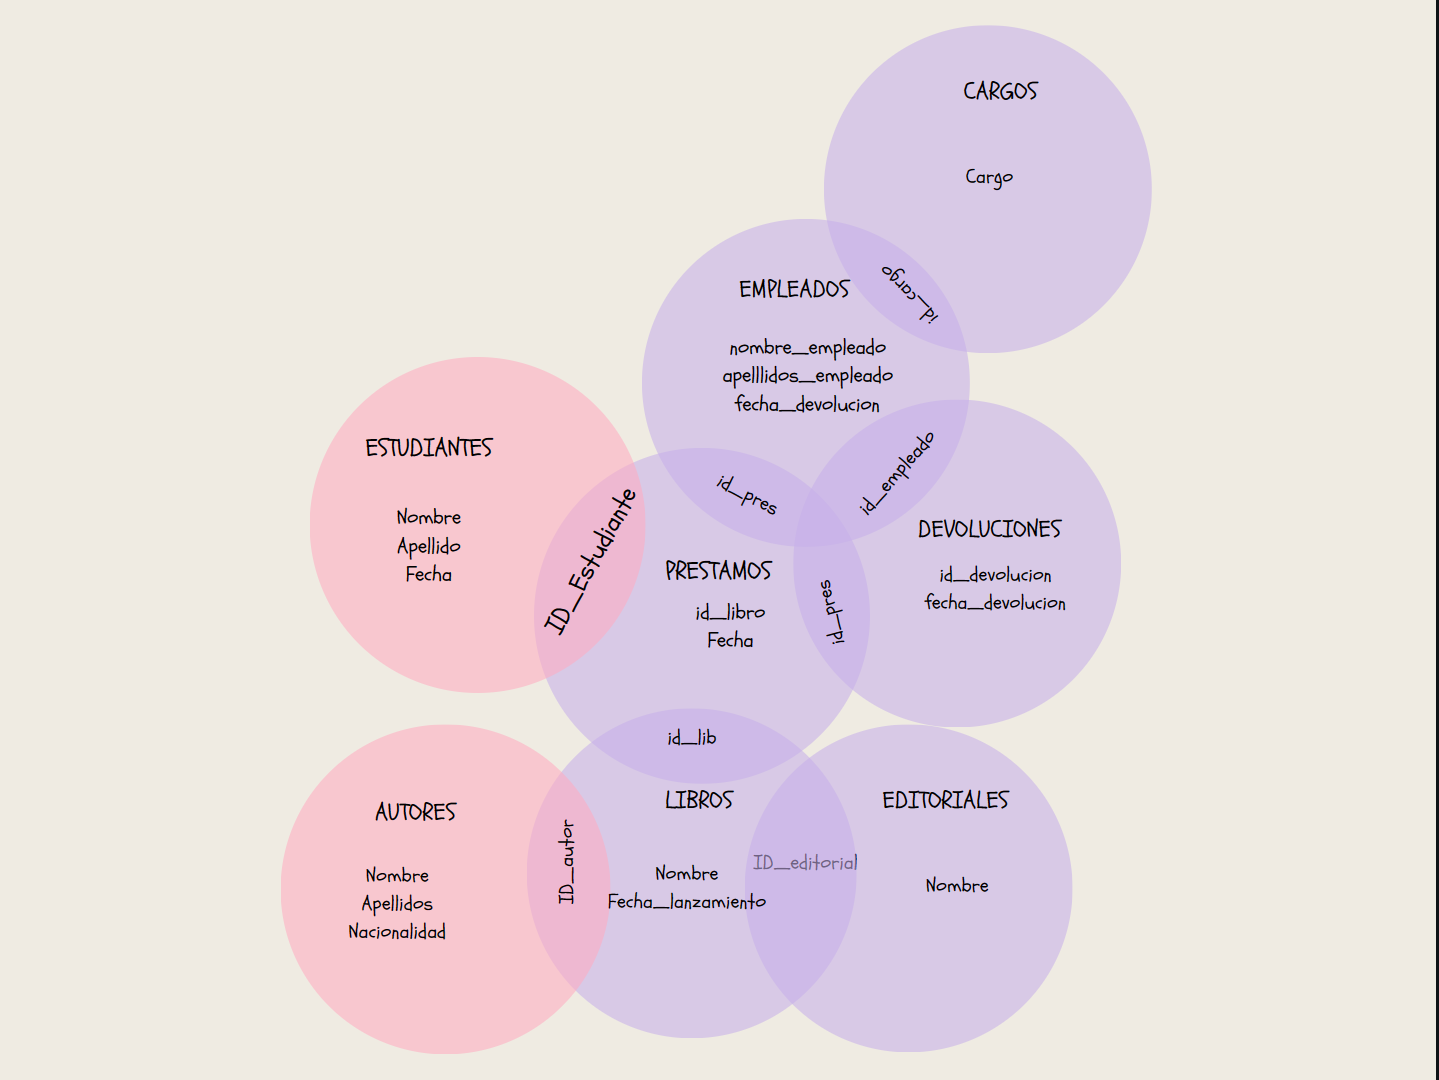 CARGOS
Cargo
id_cargo
EMPLEADOS
nombre_empleado
apelllidos_empleado
fecha_devolucion
ESTUDIANTES
Nombre
Apellido
Fecha
ID_Estudiante
id_pres
id_empleado
DEVOLUCIONES
id_devolucion
fecha_devolucion
PRESTAMOS
id_libro
Fecha
id_pres
id_lib
AUTORES
Nombre
Apellidos
Nacionalidad
ID_autor
LIBROS
Nombre
Fecha_lanzamiento
ID_editorial
EDITORIALES
Nombre